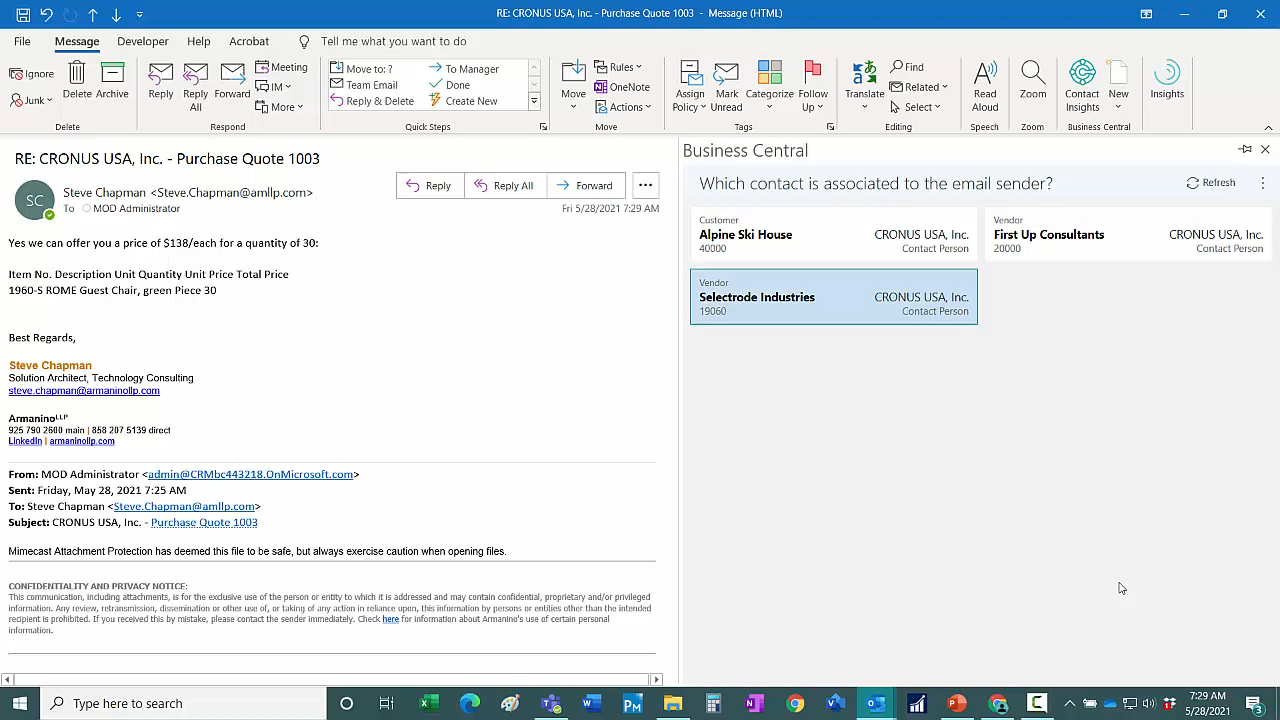 RE: CRONUS USA, Inc. - Purchase Quote 1003 - Message (HTML)
File Message Developer Help Acrobat Tell me what you want to do
Ignore
Junk
Delete
Archive
Delete
Reply
Reply All
Forward
Meeting
IM
More
Respond
Move to: ?
Team Email
Reply & Delete
To Manager
Done
Create New
Quick Steps
Move
Rules
OneNote
Actions
Move
Assign Policy
Mark Unread
Categorize
Follow Up
Tags
Translate
Find
Related
Select
Editing
Read Aloud
Speech
Zoom
Zoom
Contact Insights
New
Business Central
Insights
RE: CRONUS USA, Inc. - Purchase Quote 1003
SC
Steve Chapman <Steve.Chapman@amllp.com>
To MOD Administrator
Reply
Reply All
Forward
...
Fri 5/28/2021 7:29 AM
Yes we can offer you a price of $138/each for a quantity of 30:
Item No. Description Unit Quantity Unit Price Total Price
1960-S ROME Guest Chair, green Piece 30
Best Regards,
Steve Chapman
Solution Architect, Technology Consulting
steve.chapman@armaninollp.com
ArmaninoLLP
925 790 2600 main | 858 207 5139 direct
LinkedIn | armaninollp.com
From: MOD Administrator <admin@CRMbc443218.OnMicrosoft.com>
Sent: Friday, May 28, 2021 7:25 AM
To: Steve Chapman <Steve.Chapman@amllp.com>
Subject: CRONUS USA, Inc. - Purchase Quote 1003
Mimecast Attachment Protection has deemed this file to be safe, but always exercise caution when opening files.
CONFIDENTIALITY AND PRIVACY NOTICE:
This communication, including attachments, is for the exclusive use of the person or entity to which it is addressed and may contain confidential, proprietary and/or privileged
information. Any review, retransmission, dissemination or other use of, or taking of any action in reliance upon, this information by persons or entities other than the intended
recipient is prohibited. If you received this by mistake, please contact the sender immediately. Check here for information about Armanino's use of certain personal
information.
Business Central
Which contact is associated to the email sender?
Refresh
Customer
Alpine Ski House CRONUS USA, Inc.
40000 Contact Person
Vendor
First Up Consultants CRONUS USA, Inc.
20000 Contact Person
Vendor
Selectrode Industries CRONUS USA, Inc.
19060 Contact Person
Type here to search
7:29 AM
5/28/2021
3